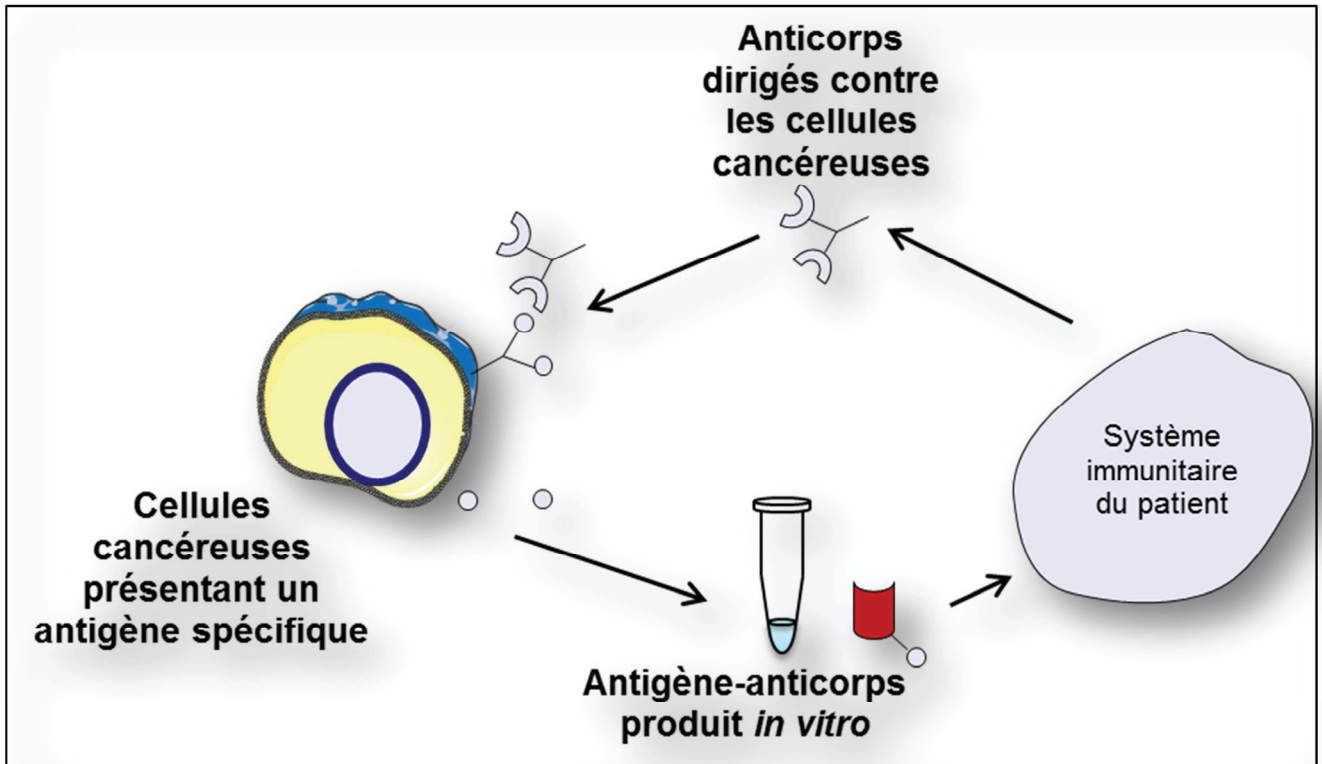 Anticorps
dirigés contre
les cellules
cancéreuses
Système
immunitaire
du patient
Cellules
cancéreuses
présentant un
antigène spécifique
Antigène-anticorps
produit in vitro